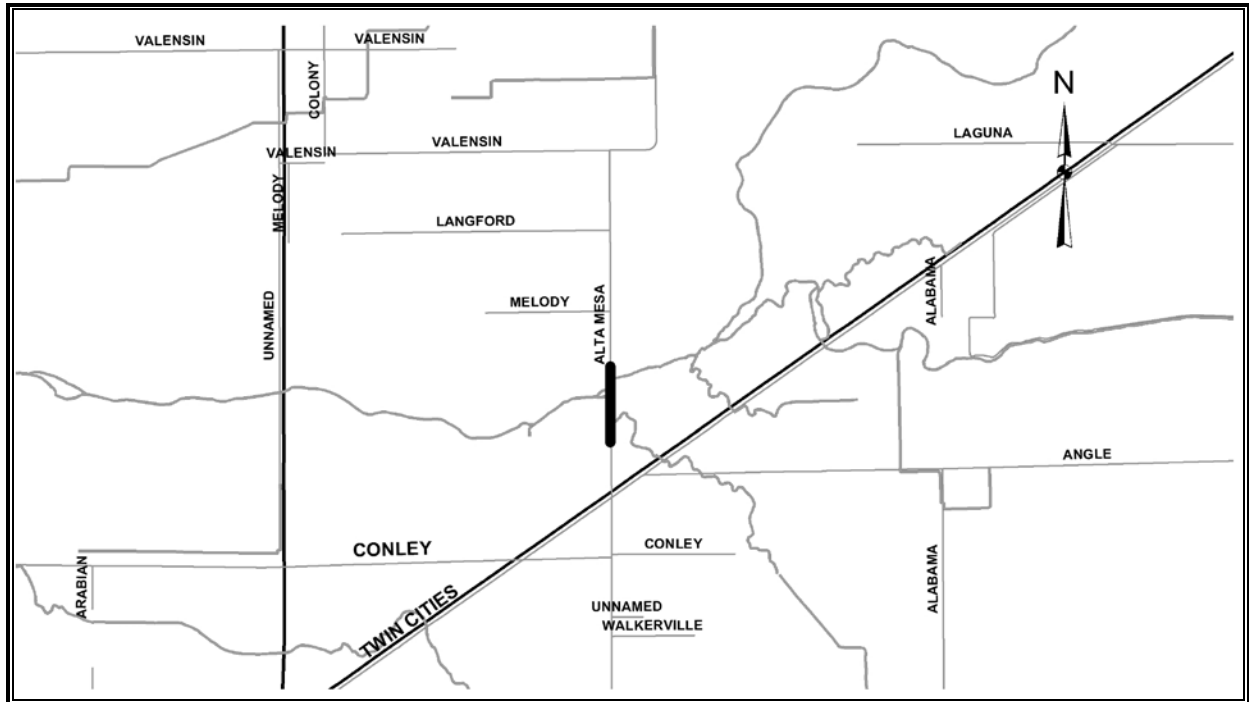 VALENSIN
VALENSIN
COLONY
N
LAGUNA
VALENSIN
VALENSIN
MELODY
LANGFORD
ALABAMA
MELODY
ALTA MESA
UNNAMED
ANGLE
CONLEY
CONLEY
ARABIAN
ALABAMA
TWIN CITIES
UNNAMED
WALKERVILLE